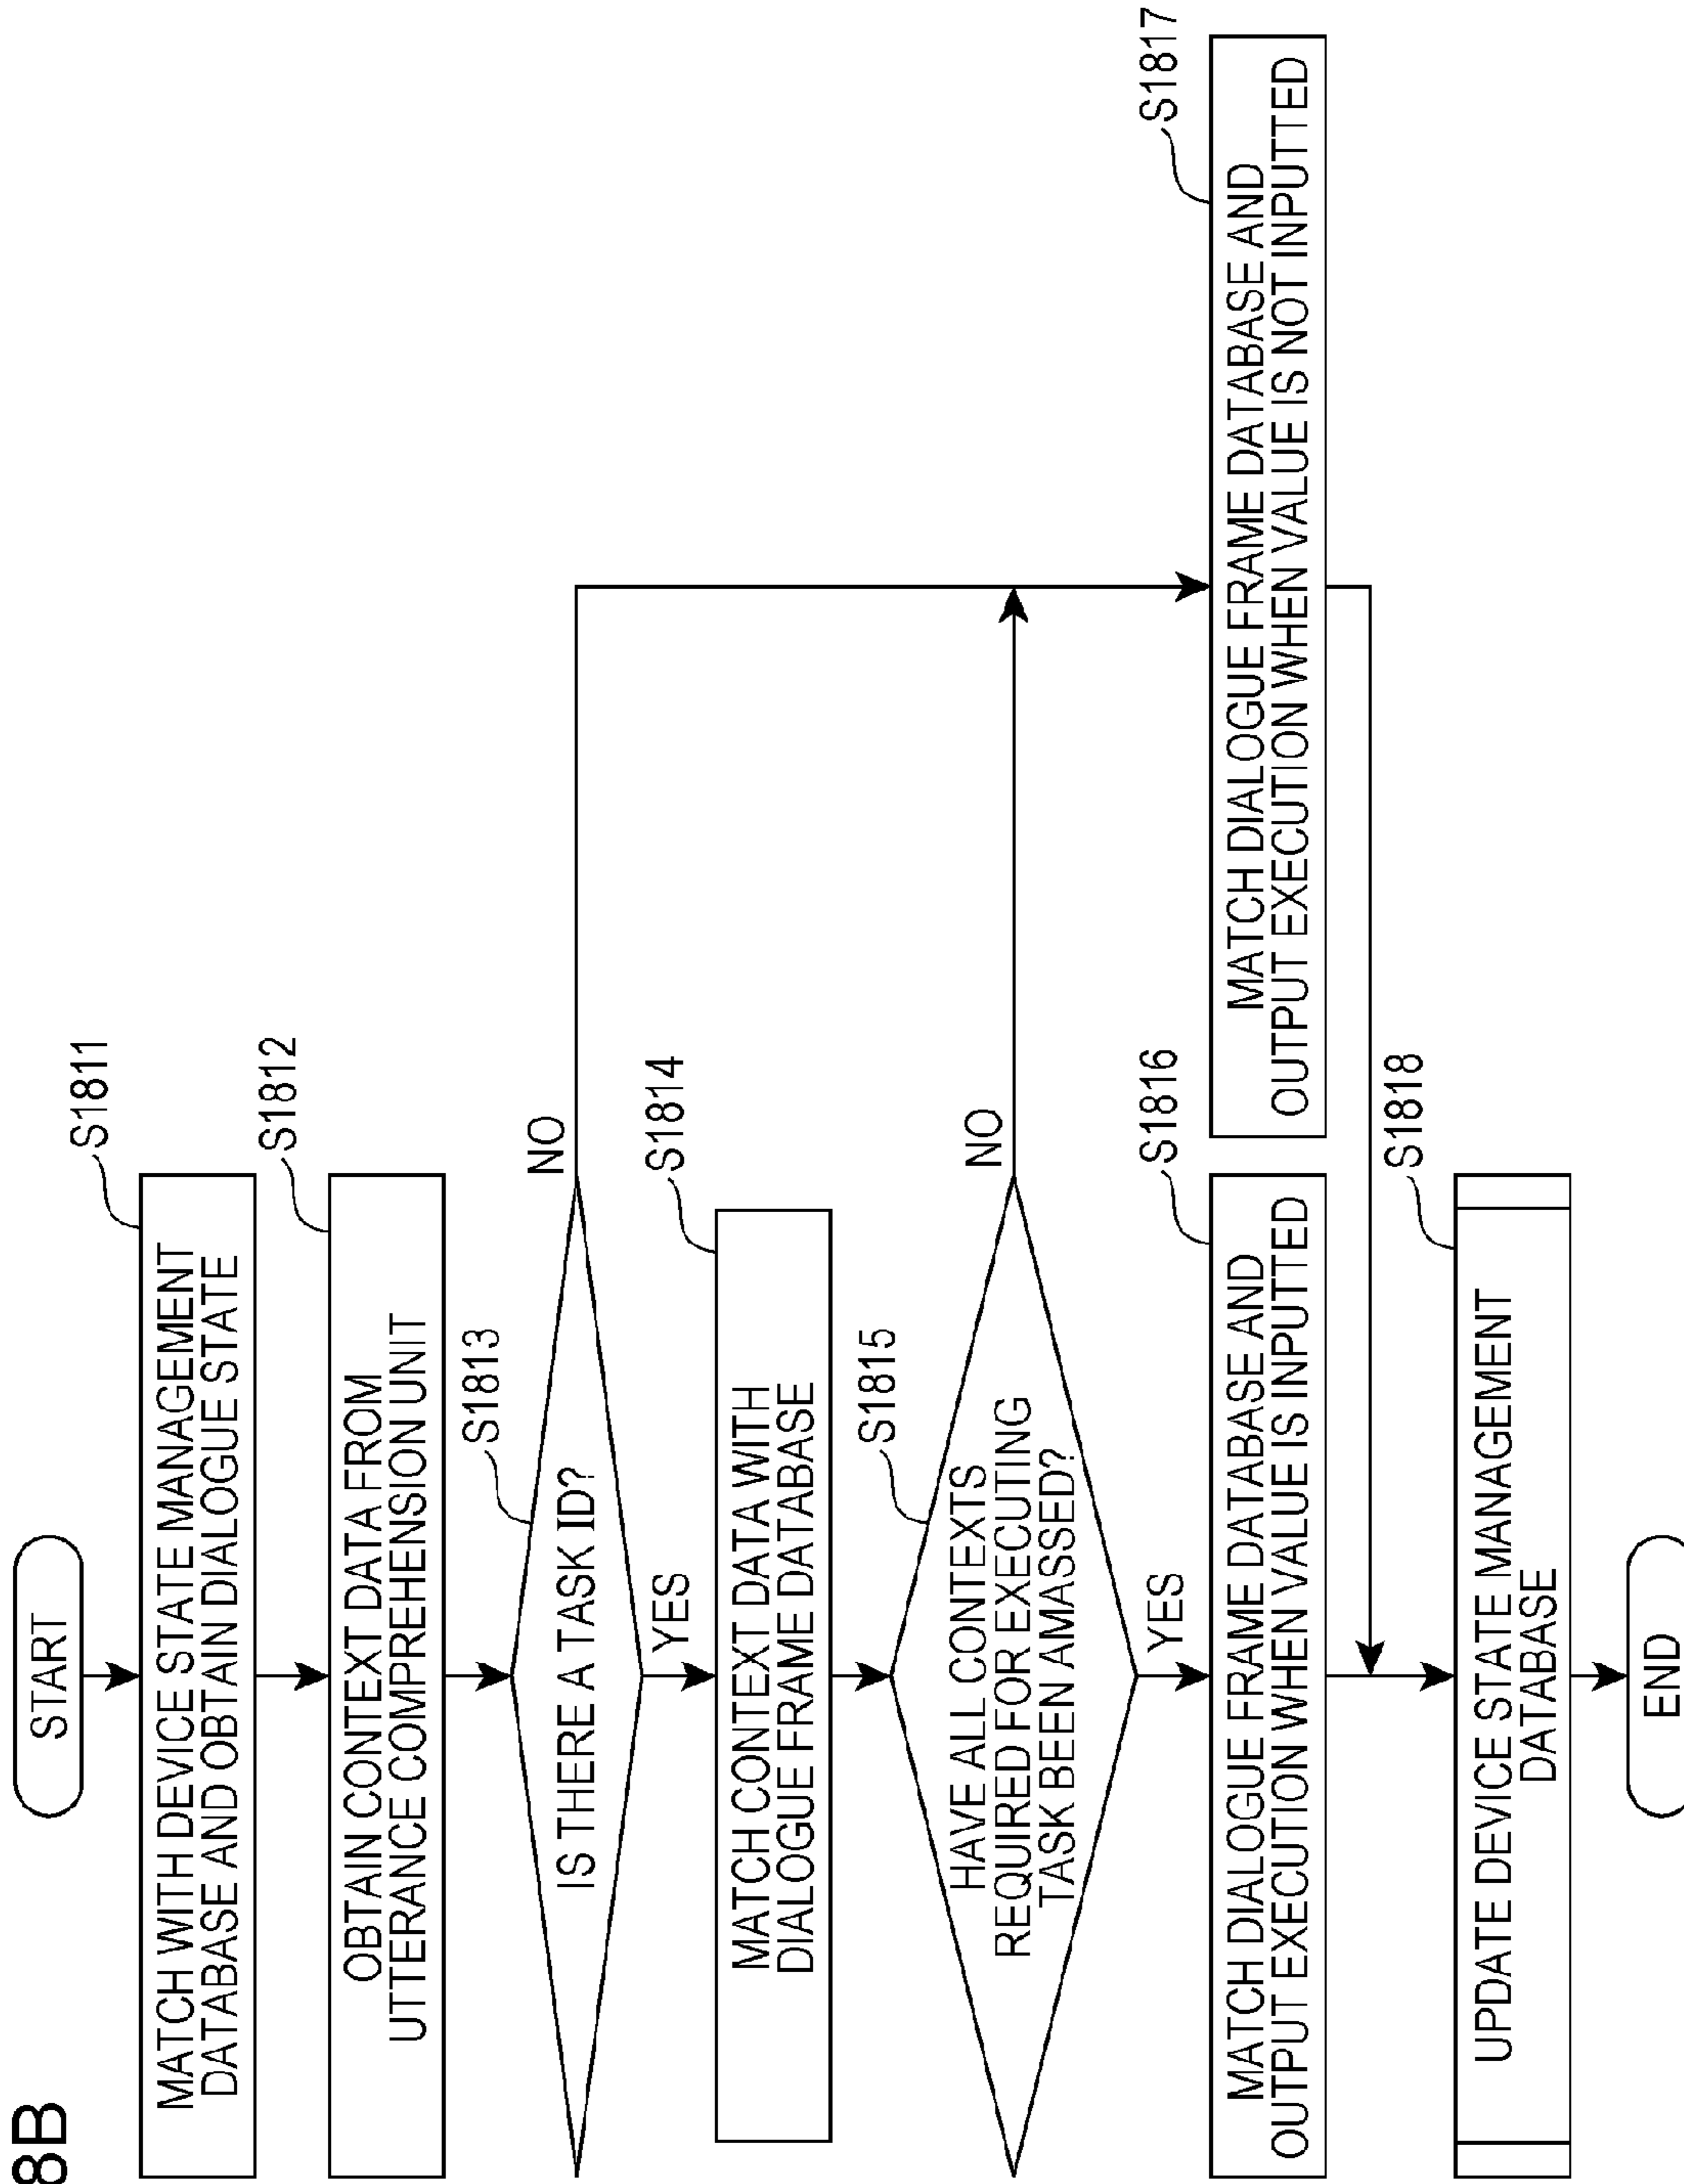 8B
START
S1811
MATCH WITH DEVICE STATE MANAGEMENT
DATABASE AND OBTAIN DIALOGUE STATE
S1812
OBTAIN CONTEXT DATA FROM
UTTERANCE COMPREHENSION UNIT
S1813
IS THERE A TASK ID?
NO
YES
S1814
MATCH CONTEXT DATA WITH
DIALOGUE FRAME DATABASE
S1815
HAVE ALL CONTEXTS
REQUIRED FOR EXECUTING
TASK BEEN AMASSED?
NO
YES
S1816
MATCH DIALOGUE FRAME DATABASE AND
OUTPUT EXECUTION WHEN VALUE IS INPUTTED
S1817
MATCH DIALOGUE FRAME DATABASE AND
OUTPUT EXECUTION WHEN VALUE IS NOT INPUTTED
S1818
UPDATE DEVICE STATE MANAGEMENT
DATABASE
END